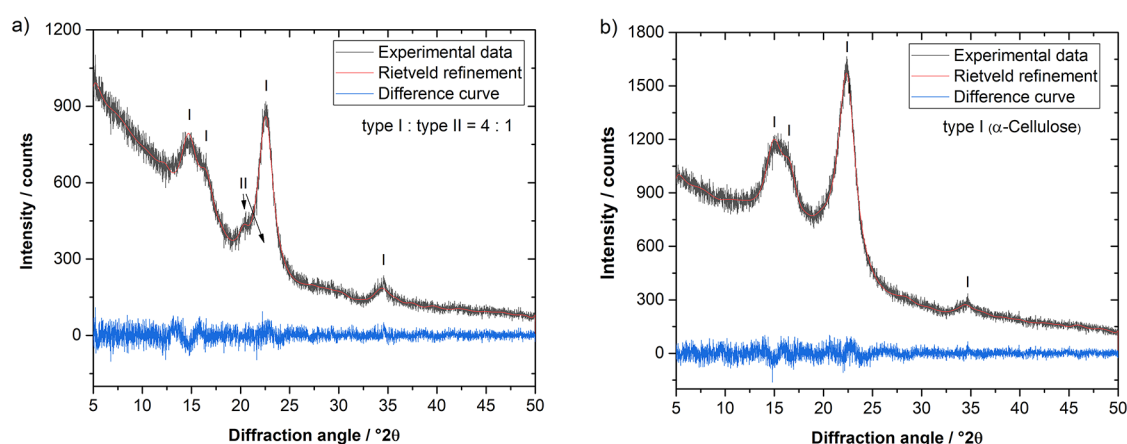 a)
1200
900
600
300
0
Intensity / counts
Experimental data
Rietveld refinement
Difference curve
type I : type II = 4 : 1
I
I
II
I
I
5 10 15 20 25 30 35 40 45 50
Diffraction angle / °2θ
b)
1800
1500
1200
900
600
300
0
Intensity / counts
Experimental data
Rietveld refinement
Difference curve
type I (α-Cellulose)
I
I
I
I
5 10 15 20 25 30 35 40 45 50
Diffraction angle / °2θ